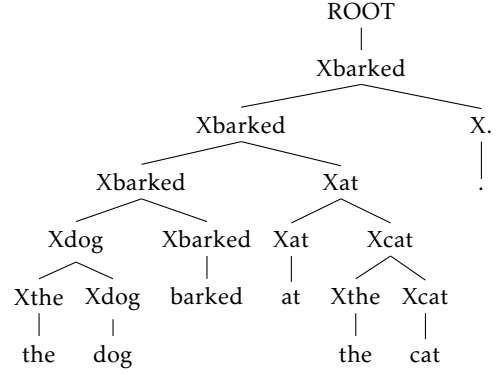 ROOT
Xbarked
Xbarked X.
Xbarked Xat .
Xdog Xbarked Xat Xcat
Xthe Xdog barked at Xthe Xcat
the dog the cat